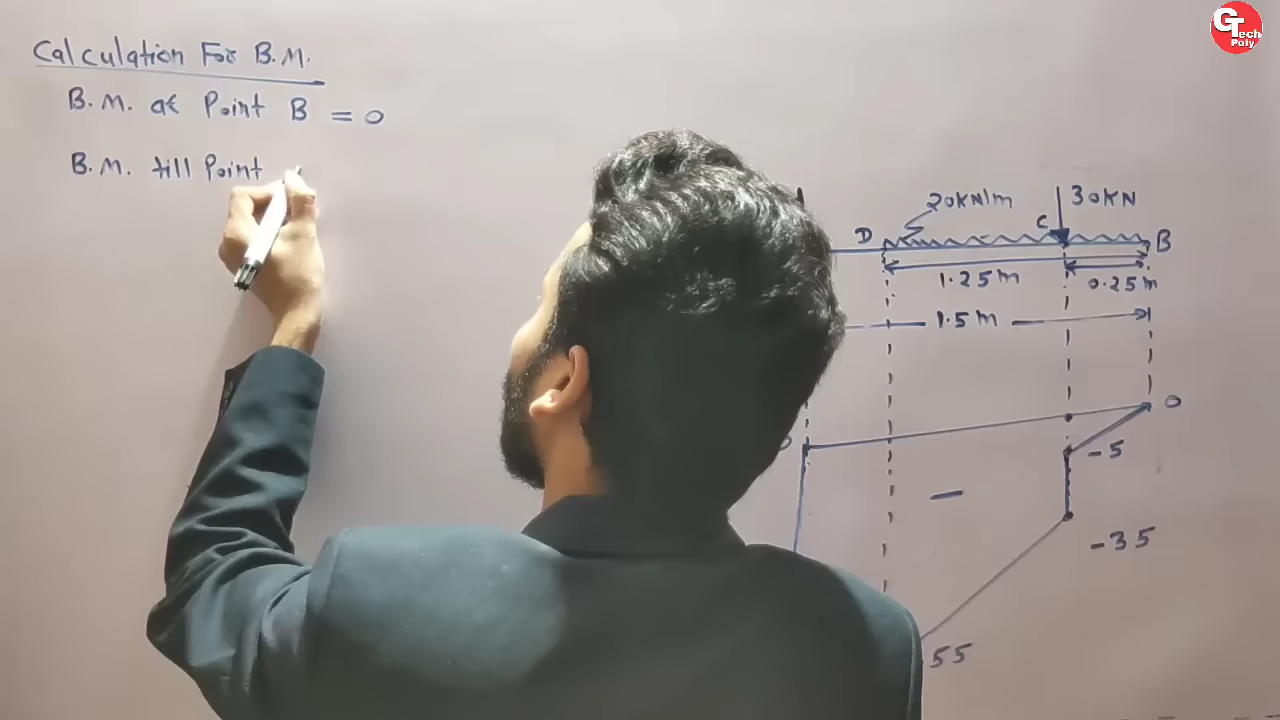 Calculation For B.M.
B.M. at Point B = 0
B.M. till Point
GTech
Poly
20KN/m
C
30KN
D
B
1.25m
0.25m
1.5m
0
-5
-35
55